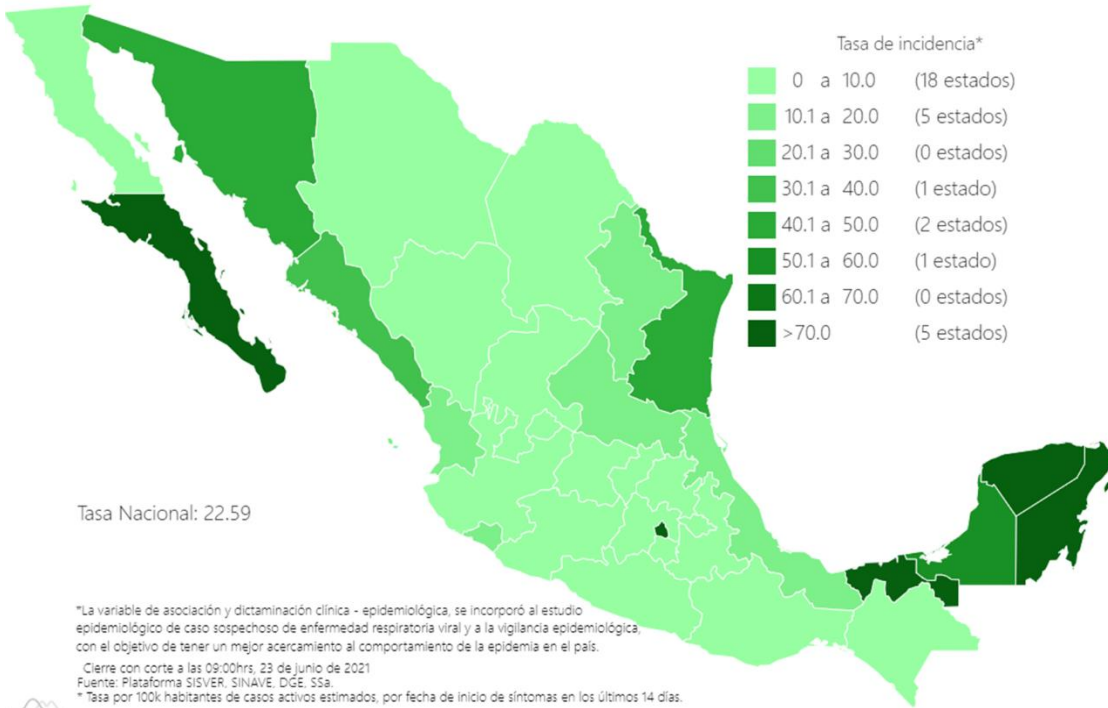 Tasa de incidencia*
0 a 10.0 (18 estados)
10.1 a 20.0 (5 estados)
20.1 a 30.0 (0 estados)
30.1 a 40.0 (1 estado)
40.1 a 50.0 (2 estados)
50.1 a 60.0 (1 estado)
60.1 a 70.0 (0 estados)
>70.0 (5 estados)
Tasa Nacional: 22.59
*La variable de asociación y dictaminación clínica - epidemiológica, se incorporó al estudio
epidemiológico de caso sospechoso de enfermedad respiratoria viral y a la vigilancia epidemiológica,
con el objetivo de tener un mejor acercamiento al comportamiento de la epidemia en el país.
Cierre con corte a las 09:00hrs, 23 de junio de 2021
Fuente: Plataforma SISVER, SINAVE, DGE, SSa.
* Tasa por 100k habitantes de casos activos estimados, por fecha de inicio de síntomas en los últimos 14 días.